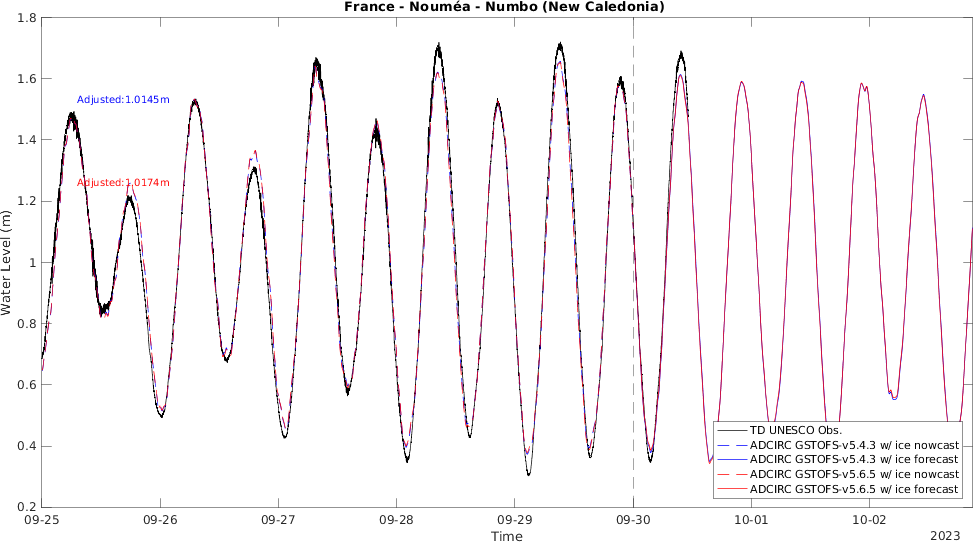 France - Nouméa - Numbo (New Caledonia)
1.8
1.6
1.4
1.2
1
0.8
0.6
0.4
0.2
Water Level (m)
Adjusted:1.0145m
Adjusted:1.0174m
TD UNESCO Obs.
ADCIRC GSTOFS-v5.4.3 w/ ice nowcast
ADCIRC GSTOFS-v5.4.3 w/ ice forecast
ADCIRC GSTOFS-v5.6.5 w/ ice nowcast
ADCIRC GSTOFS-v5.6.5 w/ ice forecast
09-25 09-26 09-27 09-28 09-29 09-30 10-01 10-02
Time
2023